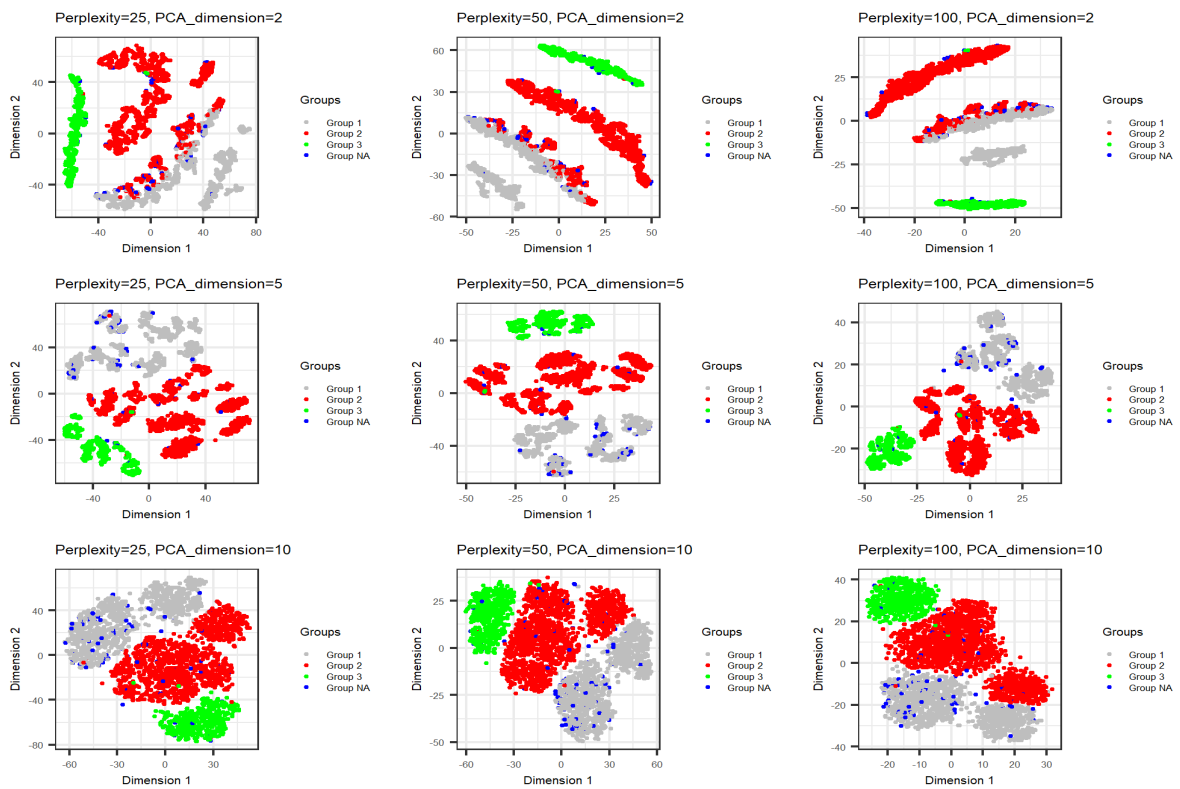 Perplexity=25, PCA_dimension=2
Perplexity=50, PCA_dimension=2
Perplexity=100, PCA_dimension=2
Dimension 2
40
0
-40
-40
0
40
80
Dimension 1
Groups
Group 1
Group 2
Group 3
Group NA
Dimension 2
60
30
0
-30
-60
-50
-25
0
25
50
Dimension 1
Groups
Group 1
Group 2
Group 3
Group NA
Dimension 2
25
0
-25
-50
-40
-20
0
20
Dimension 1
Groups
Group 1
Group 2
Group 3
Group NA
Perplexity=25, PCA_dimension=5
Perplexity=50, PCA_dimension=5
Perplexity=100, PCA_dimension=5
Dimension 2
40
0
-40
-40
0
40
Dimension 1
Groups
Group 1
Group 2
Group 3
Group NA
Dimension 2
60
30
0
-30
-60
-50
-25
0
25
Dimension 1
Groups
Group 1
Group 2
Group 3
Group NA
Dimension 2
40
20
0
-20
-50
-25
0
25
Dimension 1
Groups
Group 1
Group 2
Group 3
Group NA
Perplexity=25, PCA_dimension=10
Perplexity=50, PCA_dimension=10
Perplexity=100, PCA_dimension=10
Dimension 2
40
0
-40
-80
-60
-30
0
30
Dimension 1
Groups
Group 1
Group 2
Group 3
Group NA
Dimension 2
25
0
-25
-50
-60
-30
0
30
60
Dimension 1
Groups
Group 1
Group 2
Group 3
Group NA
Dimension 2
40
20
0
-20
-40
-20
-10
0
10
20
30
Dimension 1
Groups
Group 1
Group 2
Group 3
Group NA